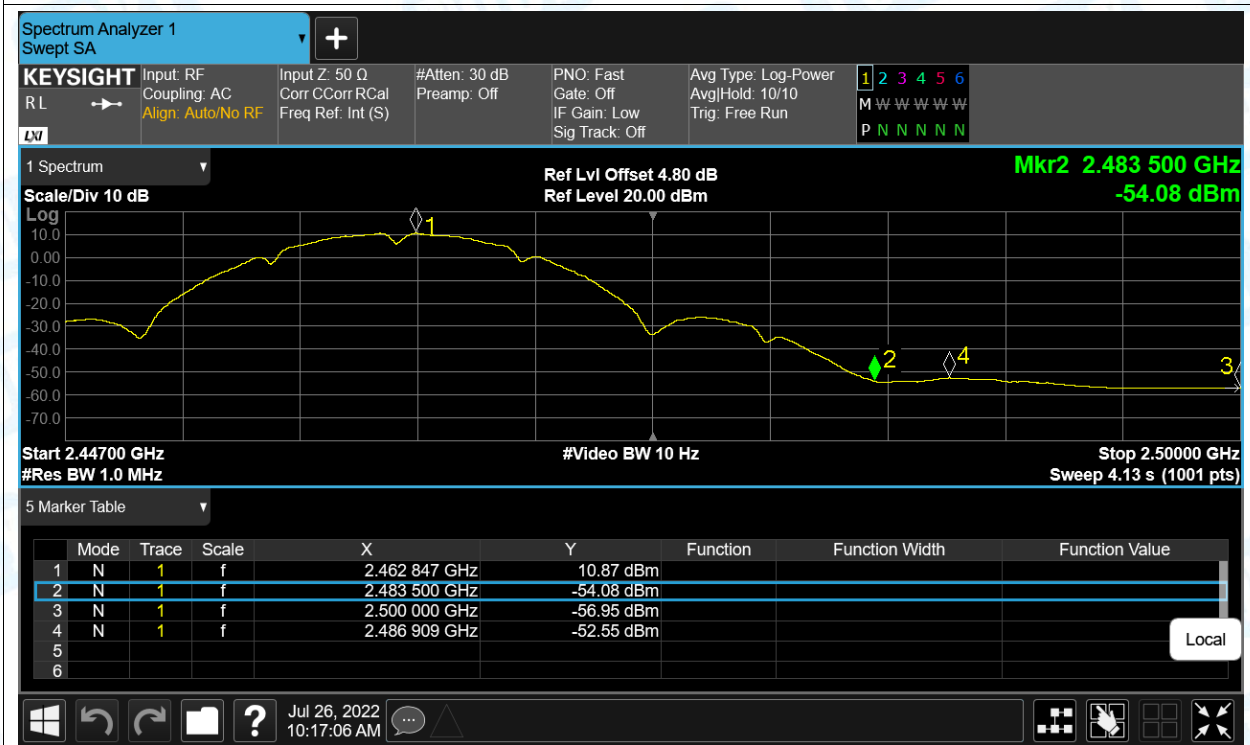 Spectrum Analyzer 1
Swept SA
KEYSIGHT Input: RF Input Z: 50 Ω #Atten: 30 dB PNO: Fast Avg Type: Log-Power 1 2 3 4 5 6
R L Coupling: AC Corr CCorr RCal Preamp: Off Gate: Off Avg|Hold: 10/10 M W W W W W
Align: Auto/No RF Freq Ref: Int (S) IF Gain: Low Trig: Free Run
LXI Sig Track: Off P N N N N N
1 Spectrum Ref Lvl Offset 4.80 dB Mkr2 2.483 500 GHz
Scale/Div 10 dB Ref Level 20.00 dBm -54.08 dBm
Log
1
10.0
0.00
-10.0
-20.0
-30.0
-40.0
2 4 3
-50.0
-60.0
-70.0
Start 2.44700 GHz #Video BW 10 Hz Stop 2.50000 GHz
#Res BW 1.0 MHz Sweep 4.13 s (1001 pts)
5 Marker Table
Mode Trace Scale X Y Function Function Width Function Value
1 N 1 f 2.462 847 GHz 10.87 dBm
2 N 1 f 2.483 500 GHz -54.08 dBm
3 N 1 f 2.500 000 GHz -56.95 dBm
4 N 1 f 2.486 909 GHz -52.55 dBm
5
6
Local
? Jul 26, 2022
10:17:06 AM